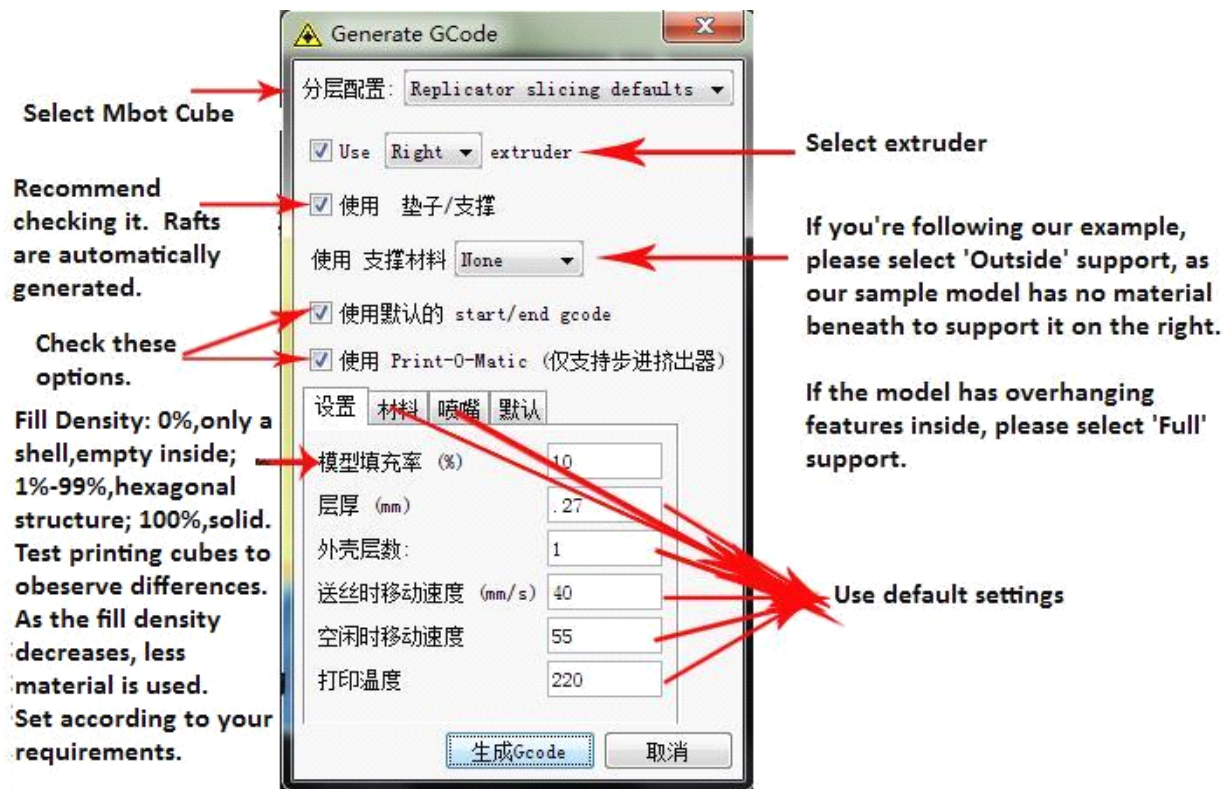 Generate GCode
x
分层配置: Replicator slicing defaults
Select Mbot Cube
Use Right extruder
Select extruder
Recommend
checking it. Rafts
are automatically
generated.
使用 垫子/支撑
使用 支撑材料 None
If you're following our example,
please select 'Outside' support, as
our sample model has no material
beneath to support it on the right.
If the model has overhanging
features inside, please select 'Full'
support.
使用默认的 start/end gcode
Check these
options.
使用 Print-O-Matic (仅支持步进挤出器)
设置 材料 喷嘴 默认
Fill Density: 0%,only a
shell,empty inside;
1%-99%,hexagonal
structure; 100%,solid.
Test printing cubes to
obeserve differences.
As the fill density
decreases, less
material is used.
Set according to your
requirements.
模型填充率 (%) 10
层厚 (mm) .27
外壳层数: 1
送丝时移动速度 (mm/s) 40
空闲时移动速度 55
打印温度 220
Use default settings
生成Gcode 取消